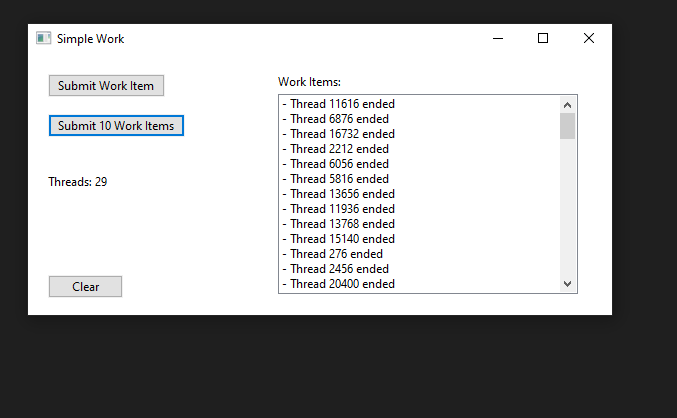 Simple Work
Submit Work Item
Submit 10 Work Items
Threads: 29
Clear
Work Items:
- Thread 11616 ended
- Thread 6876 ended
- Thread 16732 ended
- Thread 2212 ended
- Thread 6056 ended
- Thread 5816 ended
- Thread 13656 ended
- Thread 11936 ended
- Thread 13768 ended
- Thread 15140 ended
- Thread 276 ended
- Thread 2456 ended
- Thread 20400 ended